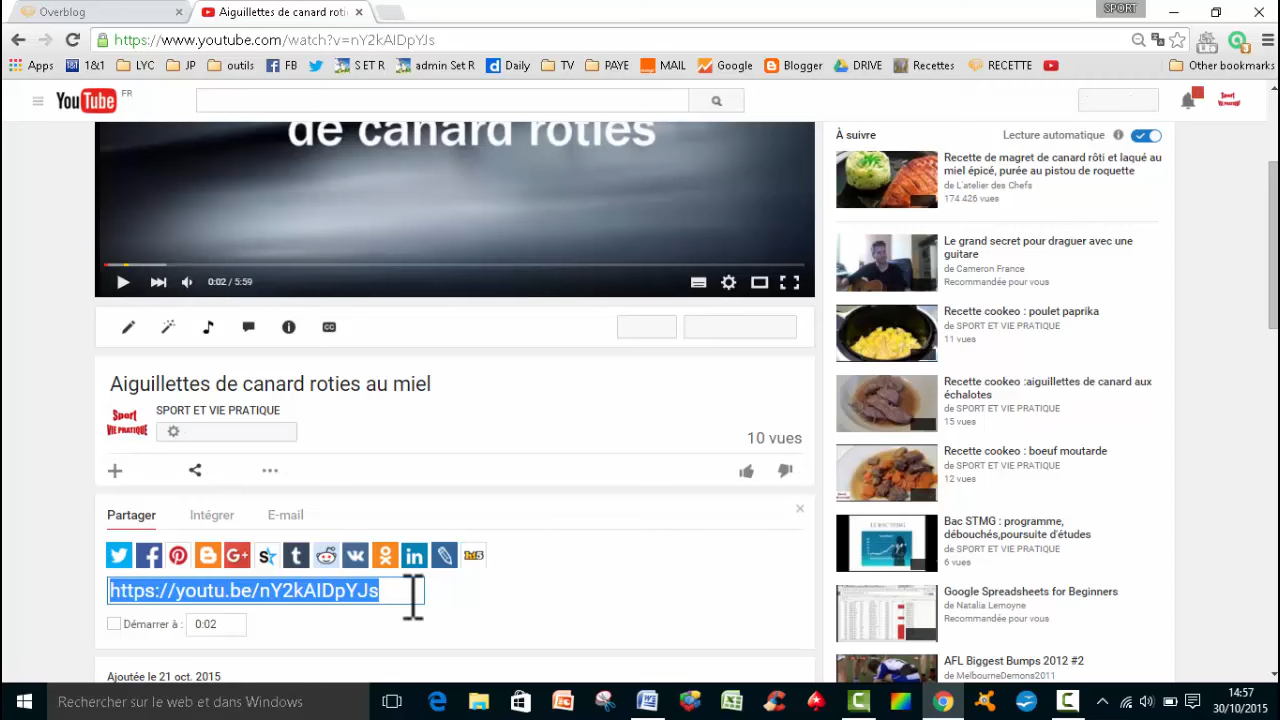 Overblog
Aiguillettes de canard roti
SPORT
https://www.youtube.com/watch?v=nY2kAIDpYJs
Apps
1&1
LYC
JP
outils
FB
S ET R
admin set R
Daily
TV
PAYE
MAIL
Google
Blogger
DRIVE
Recettes
RECETTE
Other bookmarks
YouTube FR
Sport
VIE PRATIQUE
de canard roties
0:02 / 5:59
CC
Aiguillettes de canard roties au miel
Sport
VIE PRATIQUE
SPORT ET VIE PRATIQUE
10 vues
Partager
Intégrer
E-mail
https://youtu.be/nY2kAIDpYJs
Démarrer à :
0:02
Ajoutée le 21 oct. 2015
À suivre
Lecture automatique
Recette de magret de canard rôti et laqué au
miel épicé, purée au pistou de roquette
de L'atelier des Chefs
174 426 vues
Le grand secret pour draguer avec une
guitare
de Cameron France
Recommandée pour vous
Recette cookeo : poulet paprika
de SPORT ET VIE PRATIQUE
11 vues
Recette cookeo :aiguillettes de canard aux
échalotes
de SPORT ET VIE PRATIQUE
15 vues
Recette cookeo : boeuf moutarde
de SPORT ET VIE PRATIQUE
12 vues
Bac STMG : programme,
débouchés,poursuite d'études
de SPORT ET VIE PRATIQUE
6 vues
Google Spreadsheets for Beginners
de Natalia Lemoyne
Recommandée pour vous
AFL Biggest Bumps 2012 #2
de MelbourneDemons2011
Rechercher sur le web et dans Windows
14:57
30/10/2015